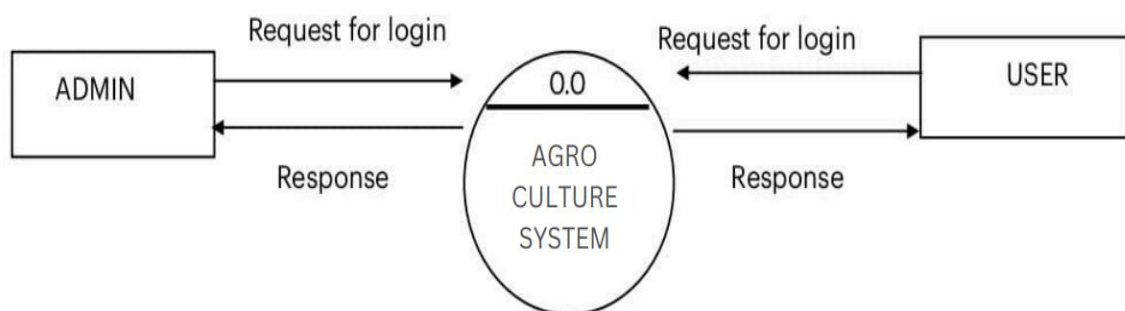 Request for login
Request for login
ADMIN
0.0
USER
AGRO
CULTURE
SYSTEM
Response
Response